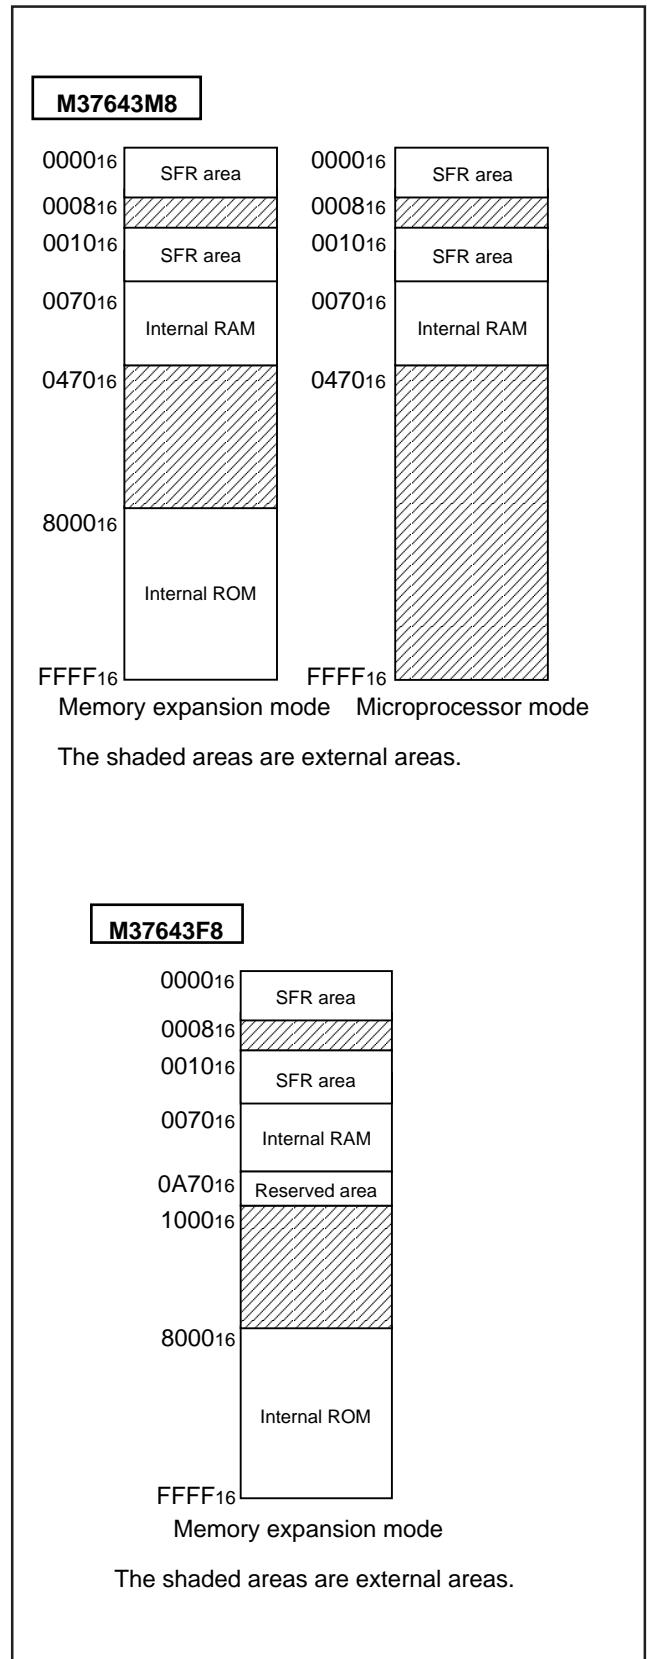 M37643M8
000016 SFR area 000016 SFR area
000816 000816
001016 SFR area 001016 SFR area
007016 Internal RAM 007016 Internal RAM
047016 047016
800016
Internal ROM
FFFF16 FFFF16
Memory expansion mode Microprocessor mode
The shaded areas are external areas.
M37643F8
000016 SFR area
000816
001016 SFR area
007016 Internal RAM
0A7016 Reserved area
100016
800016
Internal ROM
FFFF16
Memory expansion mode
The shaded areas are external areas.